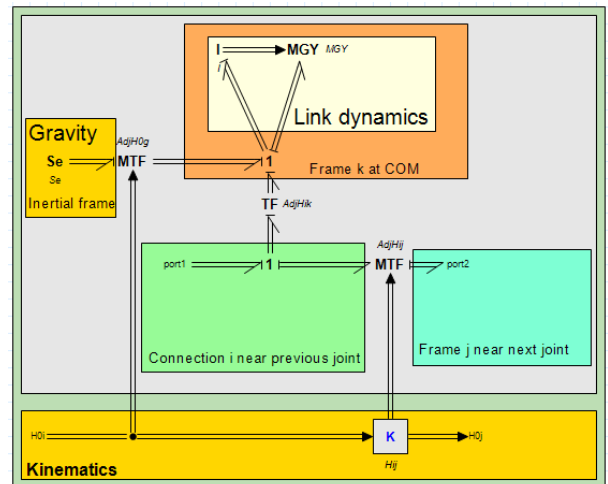 I
MGY
MGY
i
Link dynamics
Gravity
AdjH0g
Se
MTF
1
Se
Frame k at COM
Inertial frame
TF
AdjHik
AdjHij
port1
1
MTF
port2
Connection i near previous joint
Frame j near next joint
H0i
K
H0j
Hij
Kinematics